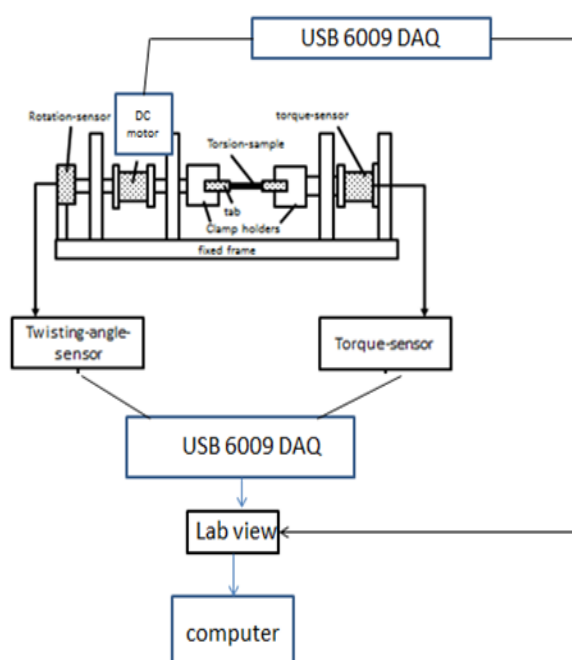 USB 6009 DAQ
Rotation-sensor
DC
motor
torque-sensor
Torsion-sample
tab
Clamp holders
fixed frame
Twisting-angle-
sensor
Torque-sensor
USB 6009 DAQ
Lab view
computer